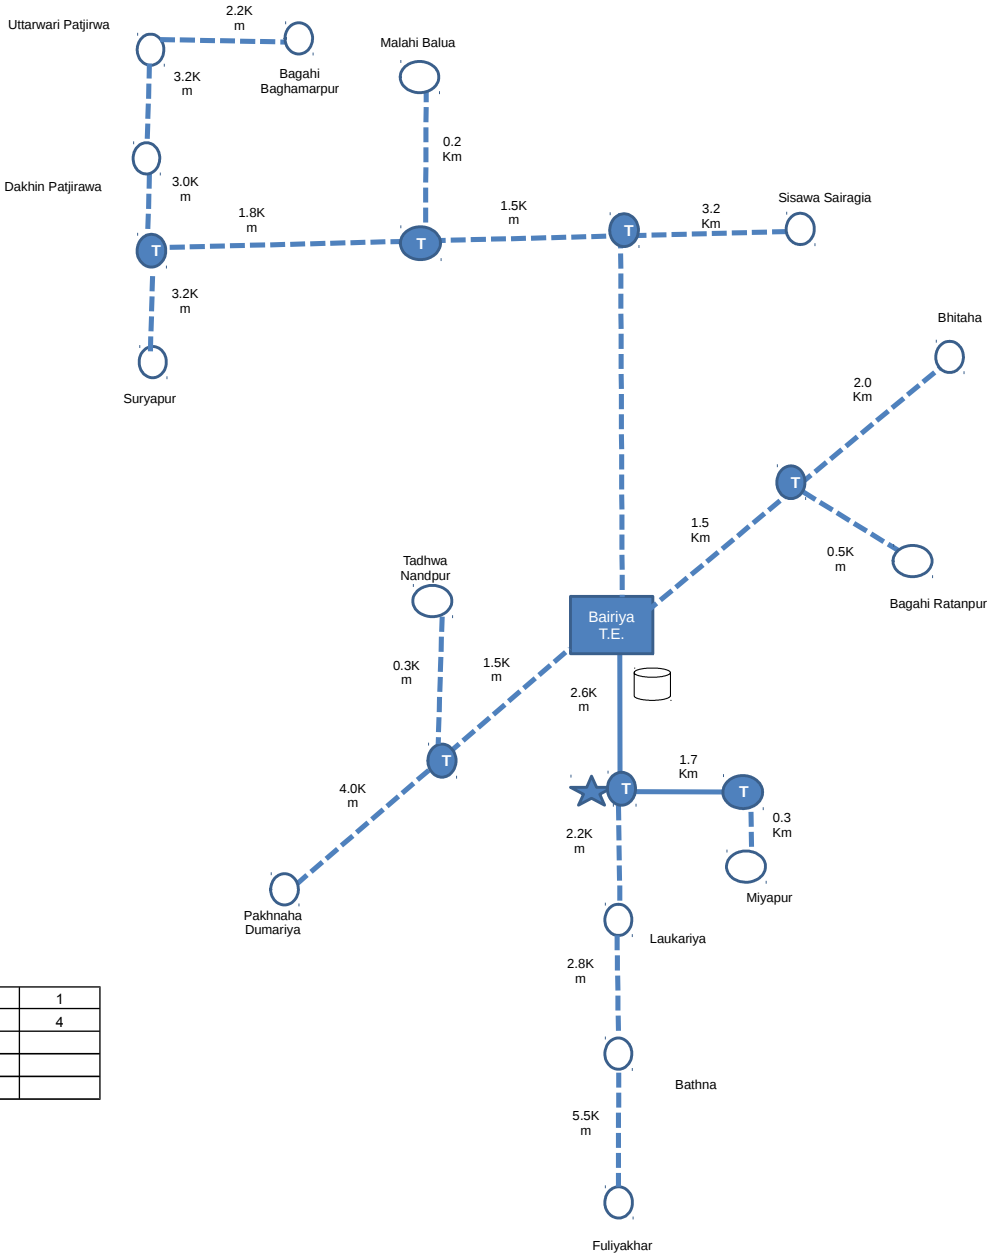 2.2K
m
Uttarwari Patjirwa
Malahi Balua
3.2K
m
Bagahi
Baghamarpur
0.2
Km
Dakhin Patjirawa
3.0K
m
1.8K
m
1.5K
m
3.2
Km
Sisawa Sairagia
T
T
T
3.2K
m
Suryapur
Bhitaha
2.0
Km
T
1.5
Km
0.5K
m
Bagahi Ratanpur
Tadhwa
Nandpur
Bairiya
T.E.
0.3K
m
1.5K
m
2.6K
m
T
4.0K
m
T
1.7
Km
T
0.3
Km
2.2K
m
Miyapur
Pakhnaha
Dumariya
Laukariya
2.8K
m
1
4
Bathna
5.5K
m
Fuliyakhar